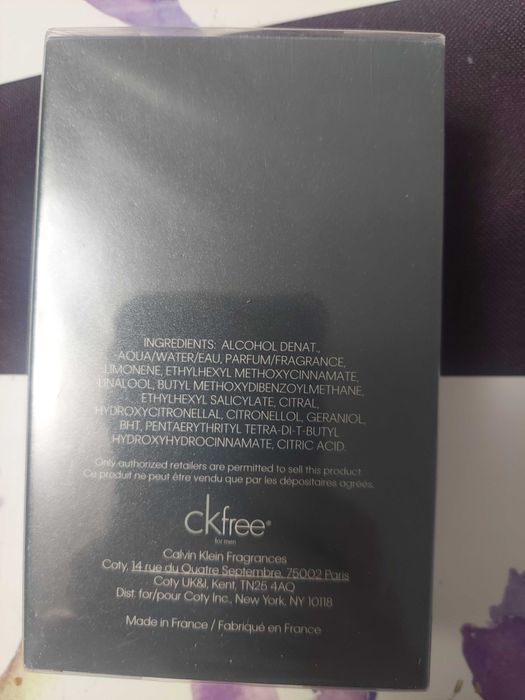 INGREDIENTS: ALCOHOL DENAT.,
AQUA/WATER/EAU, PARFUM/FRAGRANCE,
LIMONENE, ETHYLHEXYL METHOXYCINNAMATE,
LINALOOL, BUTYL METHOXYDIBENZOYLMETHANE,
ETHYLHEXYL SALICYLATE, CITRAL,
HYDROXYCITRONELLAL, CITRONELLOL, GERANIOL,
BHT, PENTAERYTHRITYL TETRA-DI-T-BUTYL
HYDROXYHYDROCINNAMATE, CITRIC ACID.
Only authorized retailers are permitted to sell this product.
Ce produit ne peut être vendu que par les dépositaires agréés.
ckfree®
for men
Calvin Klein Fragrances
Coty, 14 rue du Quatre Septembre, 75002 Paris
Coty UK&I, Kent, TN25 4AQ
Dist. for/pour Coty Inc., New York, NY 10118
Made in France / Fabriqué en France